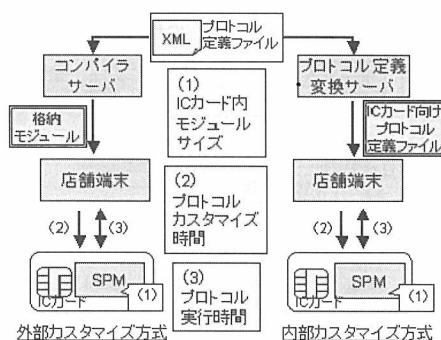 XML
プロトコル
定義ファイル
コンパイラ
サーバ
プロトコル定義
変換サーバ
(1)
ICカード内
モジュール
サイズ
格納
モジュール
ICカード向け
プロトコル
定義ファイル
店舗端末
(2)
プロトコル
カスタマイズ
時間
店舗端末
(2)
(3)
(2)
(3)
SPM
(1)
ICカード
(3)
プロトコル
実行時間
SPM
(1)
ICカード
外部カスタマイズ方式
内部カスタマイズ方式